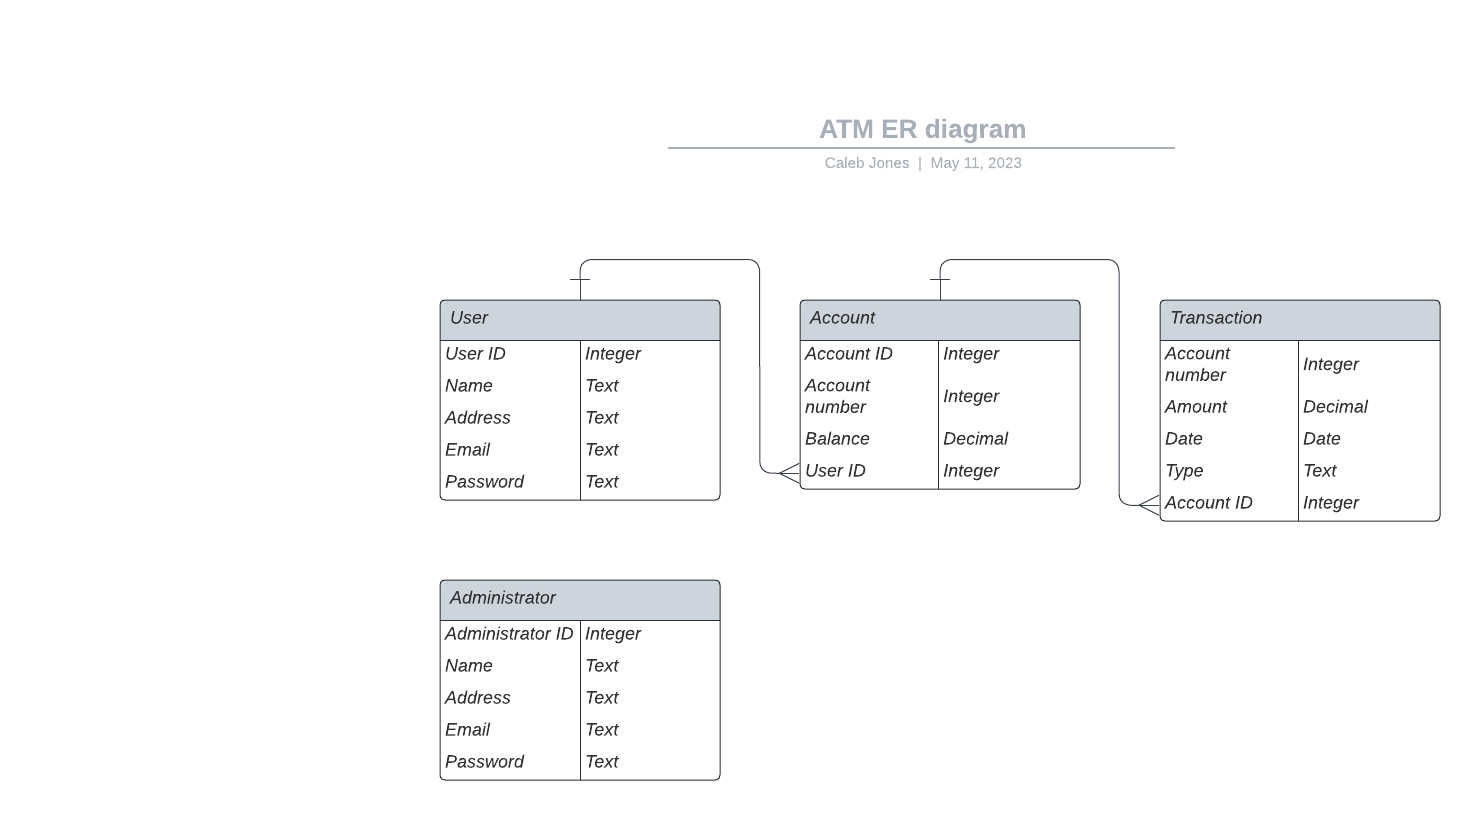 ATM ER diagram
Caleb Jones | May 11, 2023
User
User ID Integer
Name Text
Address Text
Email Text
Password Text
Account
Account ID Integer
Account
number Integer
Balance Decimal
User ID Integer
Transaction
Account
number Integer
Amount Decimal
Date Date
Type Text
Account ID Integer
Administrator
Administrator ID Integer
Name Text
Address Text
Email Text
Password Text